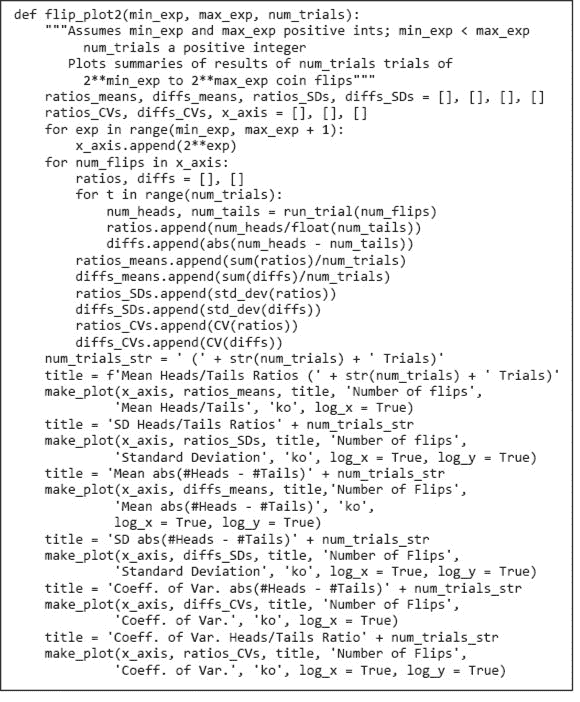 def flip_plot2(min_exp, max_exp, num_trials):
    """Assumes min_exp and max_exp positive ints; min_exp < max_exp
         num_trials a positive integer
       Plots summaries of results of num_trials trials of
         2**min_exp to 2**max_exp coin flips"""
    ratios_means, diffs_means, ratios_SDs, diffs_SDs = [], [], [], []
    ratios_CVs, diffs_CVs, x_axis = [], [], []
    for exp in range(min_exp, max_exp + 1):
        x_axis.append(2**exp)
    for num_flips in x_axis:
        ratios, diffs = [], []
        for t in range(num_trials):
            num_heads, num_tails = run_trial(num_flips)
            ratios.append(num_heads/float(num_tails))
            diffs.append(abs(num_heads - num_tails))
        ratios_means.append(sum(ratios)/num_trials)
        diffs_means.append(sum(diffs)/num_trials)
        ratios_SDs.append(std_dev(ratios))
        diffs_SDs.append(std_dev(diffs))
        ratios_CVs.append(CV(ratios))
        diffs_CVs.append(CV(diffs))
    num_trials_str = ' (' + str(num_trials) + ' Trials)'
    title = f'Mean Heads/Tails Ratios (' + str(num_trials) + ' Trials)'
    make_plot(x_axis, ratios_means, title, 'Number of flips',
             'Mean Heads/Tails', 'ko', log_x = True)
    title = 'SD Heads/Tails Ratios' + num_trials_str
    make_plot(x_axis, ratios_SDs, title, 'Number of flips',
             'Standard Deviation', 'ko', log_x = True, log_y = True)
    title = 'Mean abs(#Heads - #Tails)' + num_trials_str
    make_plot(x_axis, diffs_means, title,'Number of Flips',
             'Mean abs(#Heads - #Tails)', 'ko',
             log_x = True, log_y = True)
    title = 'SD abs(#Heads - #Tails)' + num_trials_str
    make_plot(x_axis, diffs_SDs, title, 'Number of Flips',
             'Standard Deviation', 'ko', log_x = True, log_y = True)
    title = 'Coeff. of Var. abs(#Heads - #Tails)' + num_trials_str
    make_plot(x_axis, diffs_CVs, title, 'Number of Flips',
             'Coeff. of Var.', 'ko', log_x = True)
    title = 'Coeff. of Var. Heads/Tails Ratio' + num_trials_str
    make_plot(x_axis, ratios_CVs, title, 'Number of Flips',
             'Coeff. of Var.', 'ko', log_x = True, log_y = True)